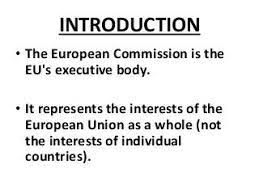 INTRODUCTION
• The European Commission is the
EU's executive body.
• It represents the interests of the
European Union as a whole (not
the interests of individual
countries).